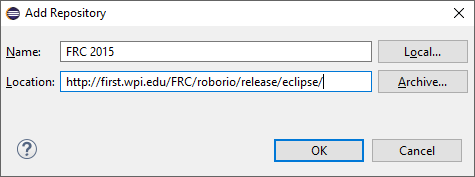 Add Repository
Name: FRC 2015 Local...
Location: http://first.wpi.edu/FRC/roborio/release/eclipse/ Archive...
? OK Cancel